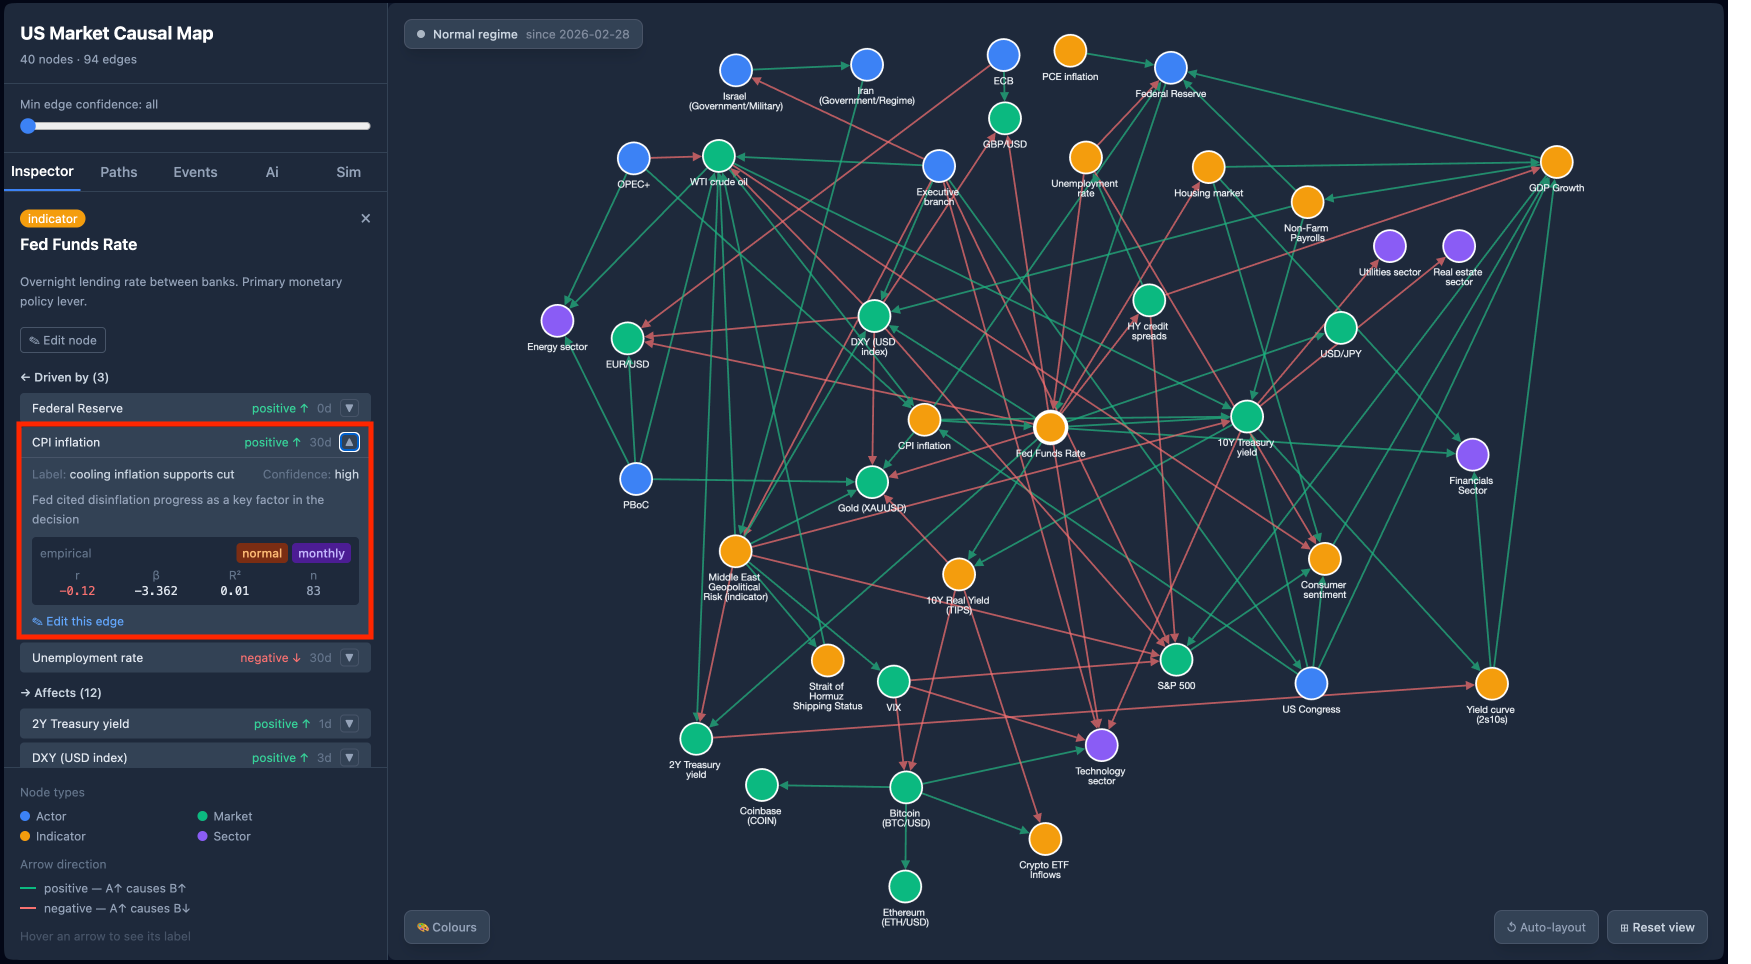 US Market Causal Map
40 nodes · 94 edges
Min edge confidence: all
Inspector
Paths
Events
Ai
Sim
indicator
×
Fed Funds Rate
Overnight lending rate between banks. Primary monetary
policy lever.
✎ Edit node
← Driven by (3)
Federal Reserve positive ↑ 0d ▼
CPI inflation positive ↑ 30d ▲
Label: cooling inflation supports cut Confidence: high
Fed cited disinflation progress as a key factor in the
decision
empirical normal monthly
r β R² n
−0.12 −3.362 0.01 83
✎ Edit this edge
Unemployment rate negative ↓ 30d ▼
→ Affects (12)
2Y Treasury yield positive ↑ 1d ▼
DXY (USD index) positive ↑ 3d ▼
Node types
Actor
Market
Indicator
Sector
Arrow direction
positive — A↑ causes B↑
negative — A↑ causes B↓
Hover an arrow to see its label
Normal regime since 2026-02-28
Israel
(Government/Military)
Iran
(Government/Regime)
ECB
PCE inflation
Federal Reserve
GBP/USD
OPEC+
WTI crude oil
Executive
branch
Unemployment
rate
Housing market
GDP Growth
Non-Farm
Payrolls
Utilities sector
Real estate
sector
Energy sector
EUR/USD
DXY (USD
index)
HY credit
spreads
USD/JPY
CPI inflation
Fed Funds Rate
10Y Treasury
yield
Financials
Sector
PBoC
Gold (XAUUSD)
Middle East
Geopolitical
Risk (indicator)
10Y Real Yield
(TIPS)
Consumer
sentiment
Strait of
Hormuz
Shipping Status
VIX
S&P 500
US Congress
Yield curve
(2s10s)
2Y Treasury
yield
Technology
sector
Coinbase
(COIN)
Bitcoin
(BTC/USD)
Crypto ETF
Inflows
Ethereum
(ETH/USD)
Colours
Auto-layout
Reset view